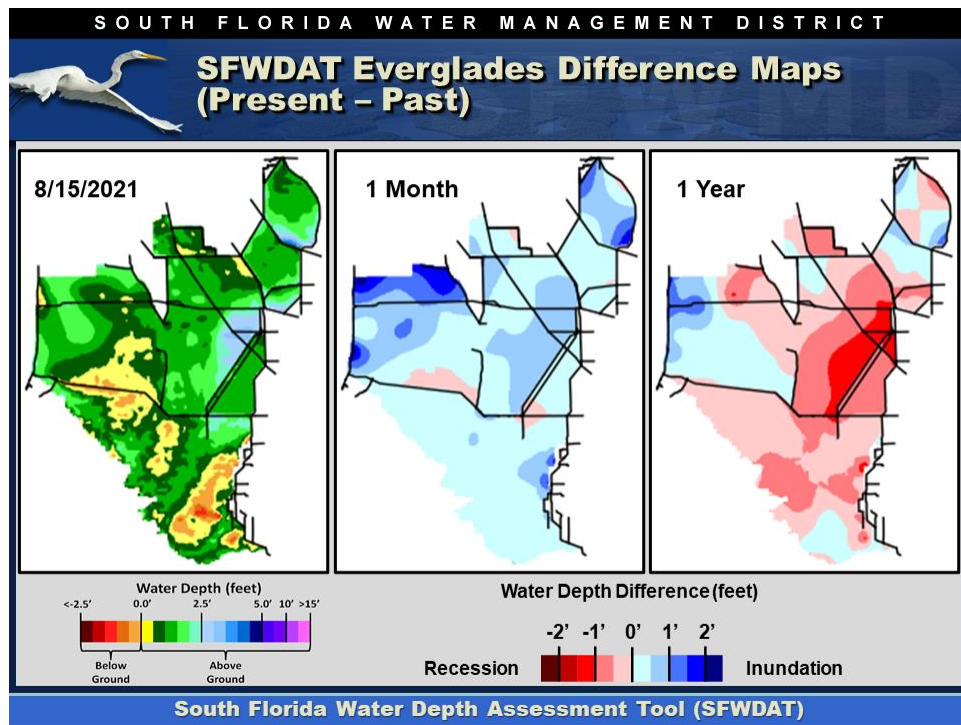 SOUTH FLORIDA WATER MANAGEMENT DISTRICT
SFWDAT Everglades Difference Maps
(Present – Past)
8/15/2021
1 Month
1 Year
Water Depth (feet)
<-2.5’ 0.0’ 2.5’ 5.0’ 10’ >15’
Below
Ground
Above
Ground
Water Depth Difference (feet)
-2’ -1’ 0’ 1’ 2’
Recession
Inundation
South Florida Water Depth Assessment Tool (SFWDAT)